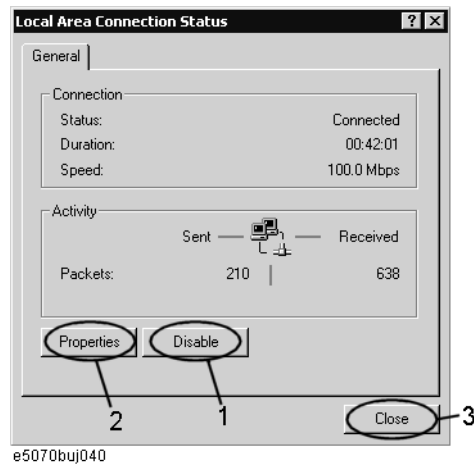 Local Area Connection Status ? X
General
Connection
Status: Connected
Duration: 00:42:01
Speed: 100.0 Mbps
Activity
Sent — — Received
Packets: 210 638
Properties Disable
2 1
Close 3
e5070buj040